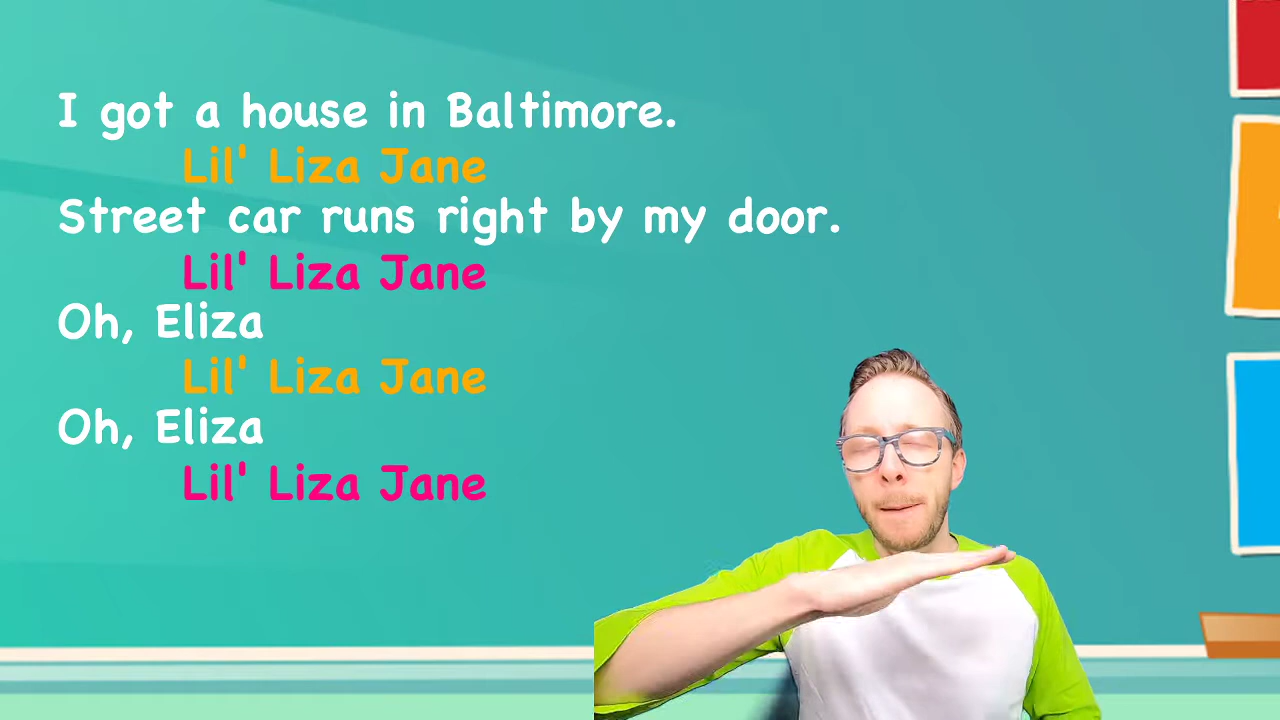 I got a house in Baltimore.
Lil' Liza Jane
Street car runs right by my door.
Lil' Liza Jane
Oh, Eliza
Lil' Liza Jane
Oh, Eliza
Lil' Liza Jane